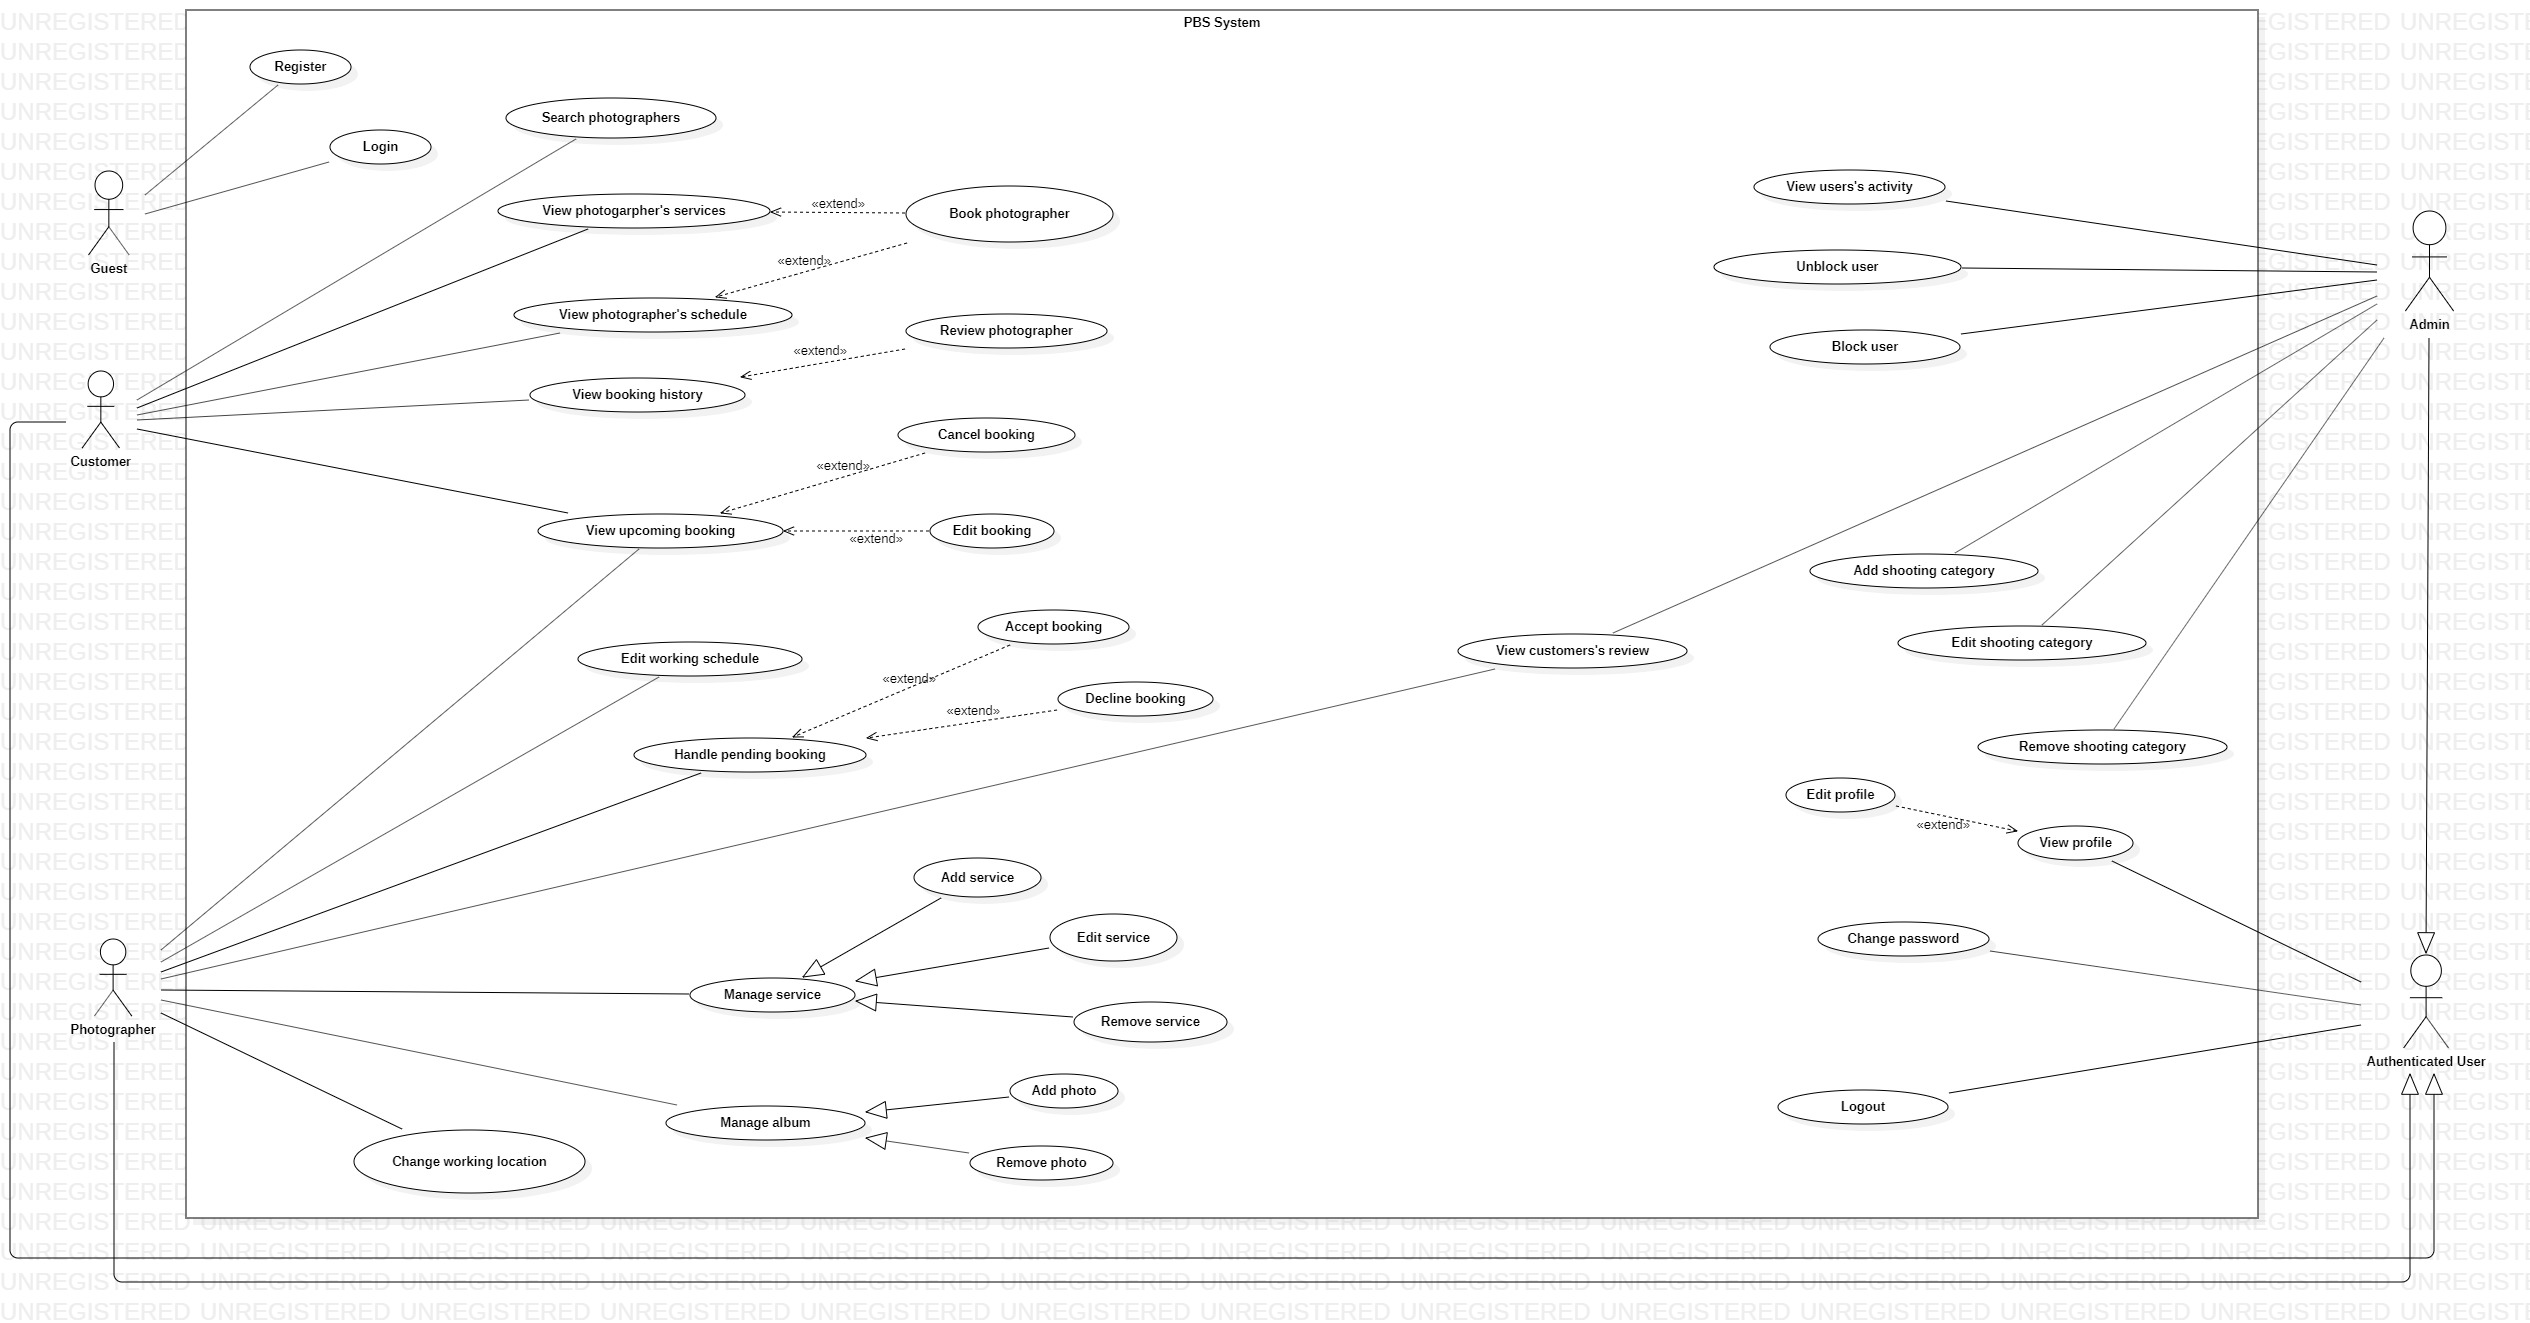 PBS System
Register
Login
Guest
Search photographers
View photogarpher's services
«extend»
Book photographer
«extend»
View photographer's schedule
Review photographer
«extend»
View booking history
Customer
Cancel booking
«extend»
View upcoming booking
Edit booking
«extend»
Accept booking
Edit working schedule
«extend»
Decline booking
«extend»
Handle pending booking
View customers's review
View users's activity
Unblock user
Block user
Admin
Add shooting category
Edit shooting category
Remove shooting category
Edit profile
«extend»
View profile
Change password
Authenticated User
Logout
Add service
Edit service
Manage service
Remove service
Photographer
Add photo
Manage album
Remove photo
Change working location
UNREGISTERED UNREGISTERED UNREGISTERED UNREGISTERED UNREGISTERED UNREGISTERED UNREGISTERED UNREGISTERED UNREGISTERED UNREGISTERED UNREGISTERED UNREGISTERED